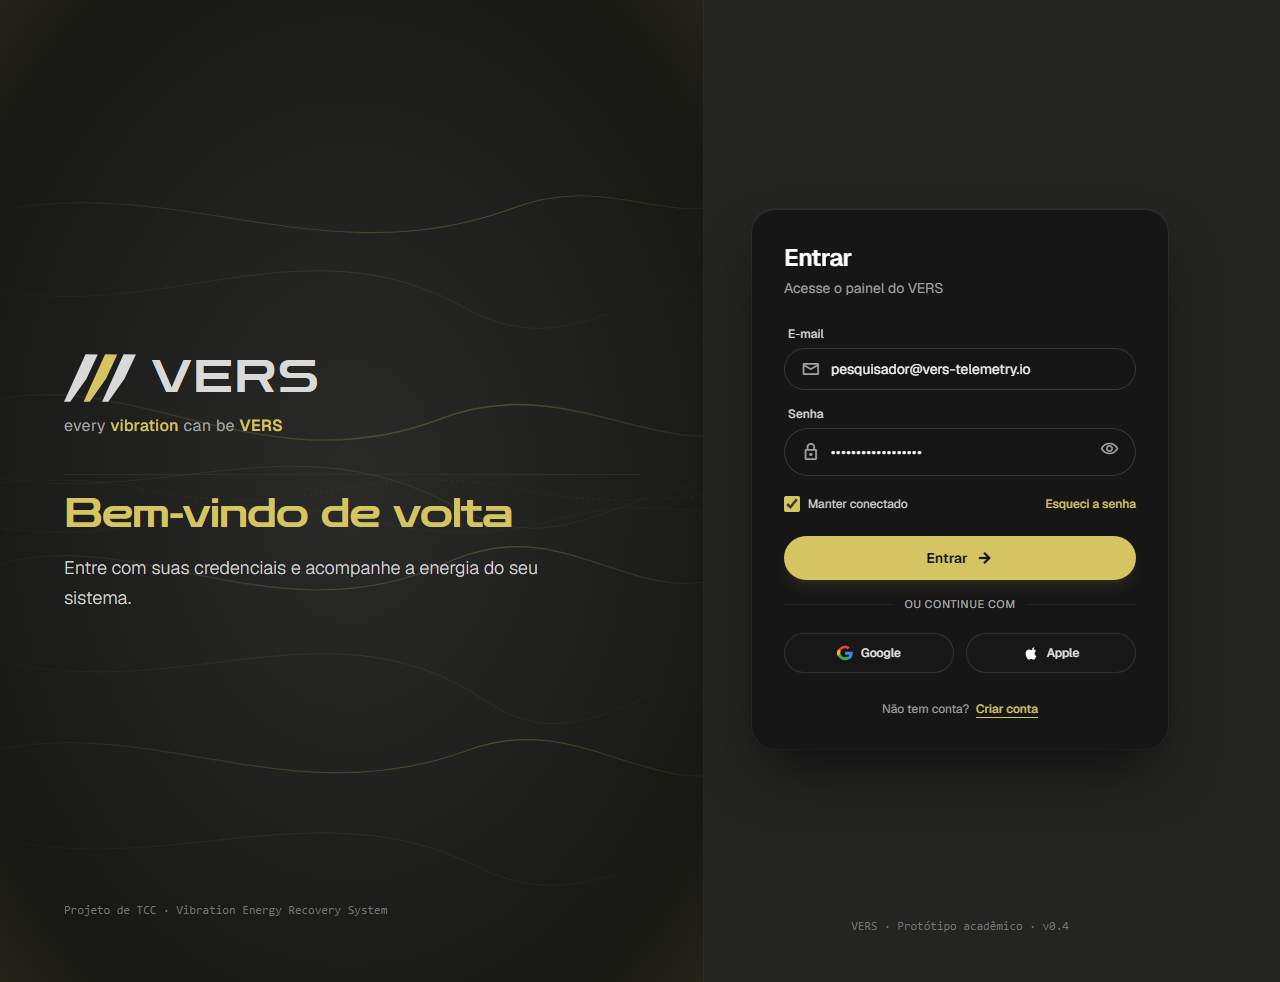 VERS
every vibration can be VERS
Bem-vindo de volta
Entre com suas credenciais e acompanhe a energia do seu
sistema.
Projeto de TCC · Vibration Energy Recovery System
Entrar
Acesse o painel do VERS
E-mail
pesquisador@vers-telemetry.io
Senha
••••••••••••••••••
Manter conectado
Esqueci a senha
Entrar →
OU CONTINUE COM
Google
Apple
Não tem conta? Criar conta
VERS · Protótipo acadêmico · v0.4